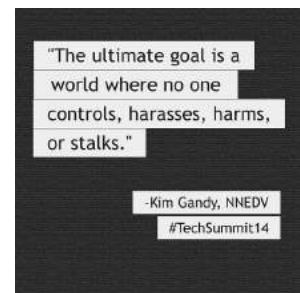 "The ultimate goal is a
world where no one
controls, harasses, harms,
or stalks."
-Kim Gandy, NNEDV
#TechSummit14